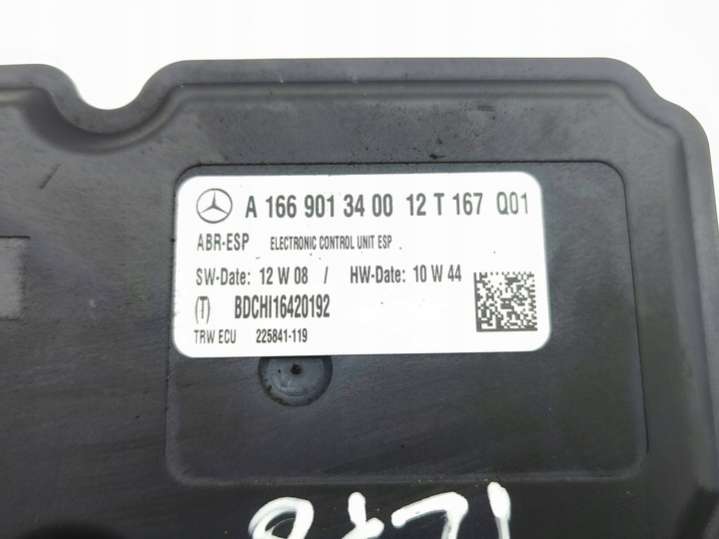 A 166 901 34 00 12 T 167 Q01
ABR-ESP ELECTRONIC CONTROL UNIT ESP
SW-Date: 12 W 08 / HW-Date: 10 W 44
(T) BDCHI16420192
TRW ECU 225841-119